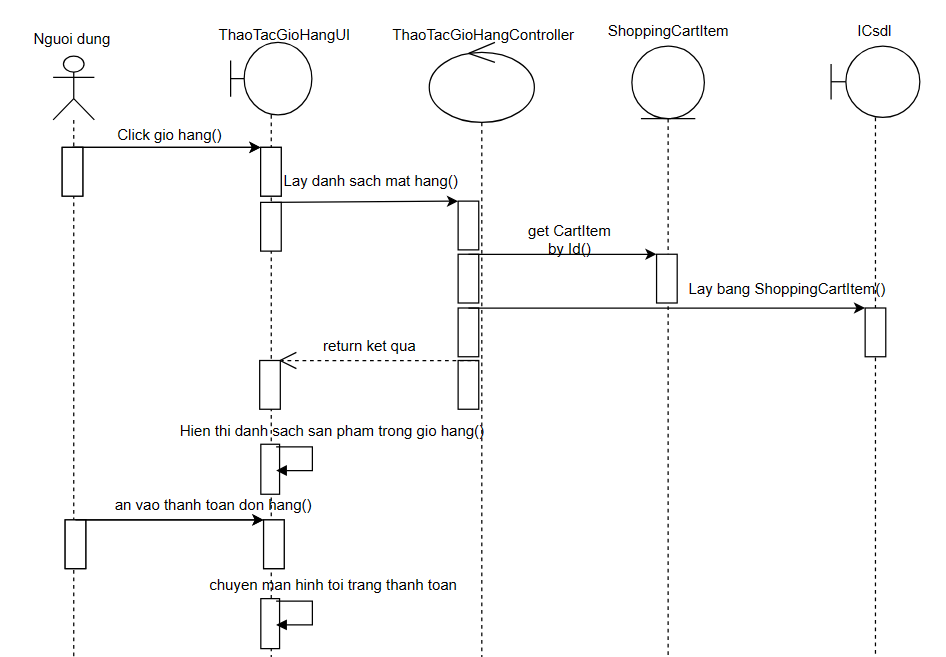 Nguoi dung
ThaoTacGioHangUI
ThaoTacGioHangController
ShoppingCartItem
ICsdl
Click gio hang()
Lay danh sach mat hang()
get CartItem
by Id()
Lay bang ShoppingCartItem()
return ket qua
Hien thi danh sach san pham trong gio hang()
an vao thanh toan don hang()
chuyen man hinh toi trang thanh toan